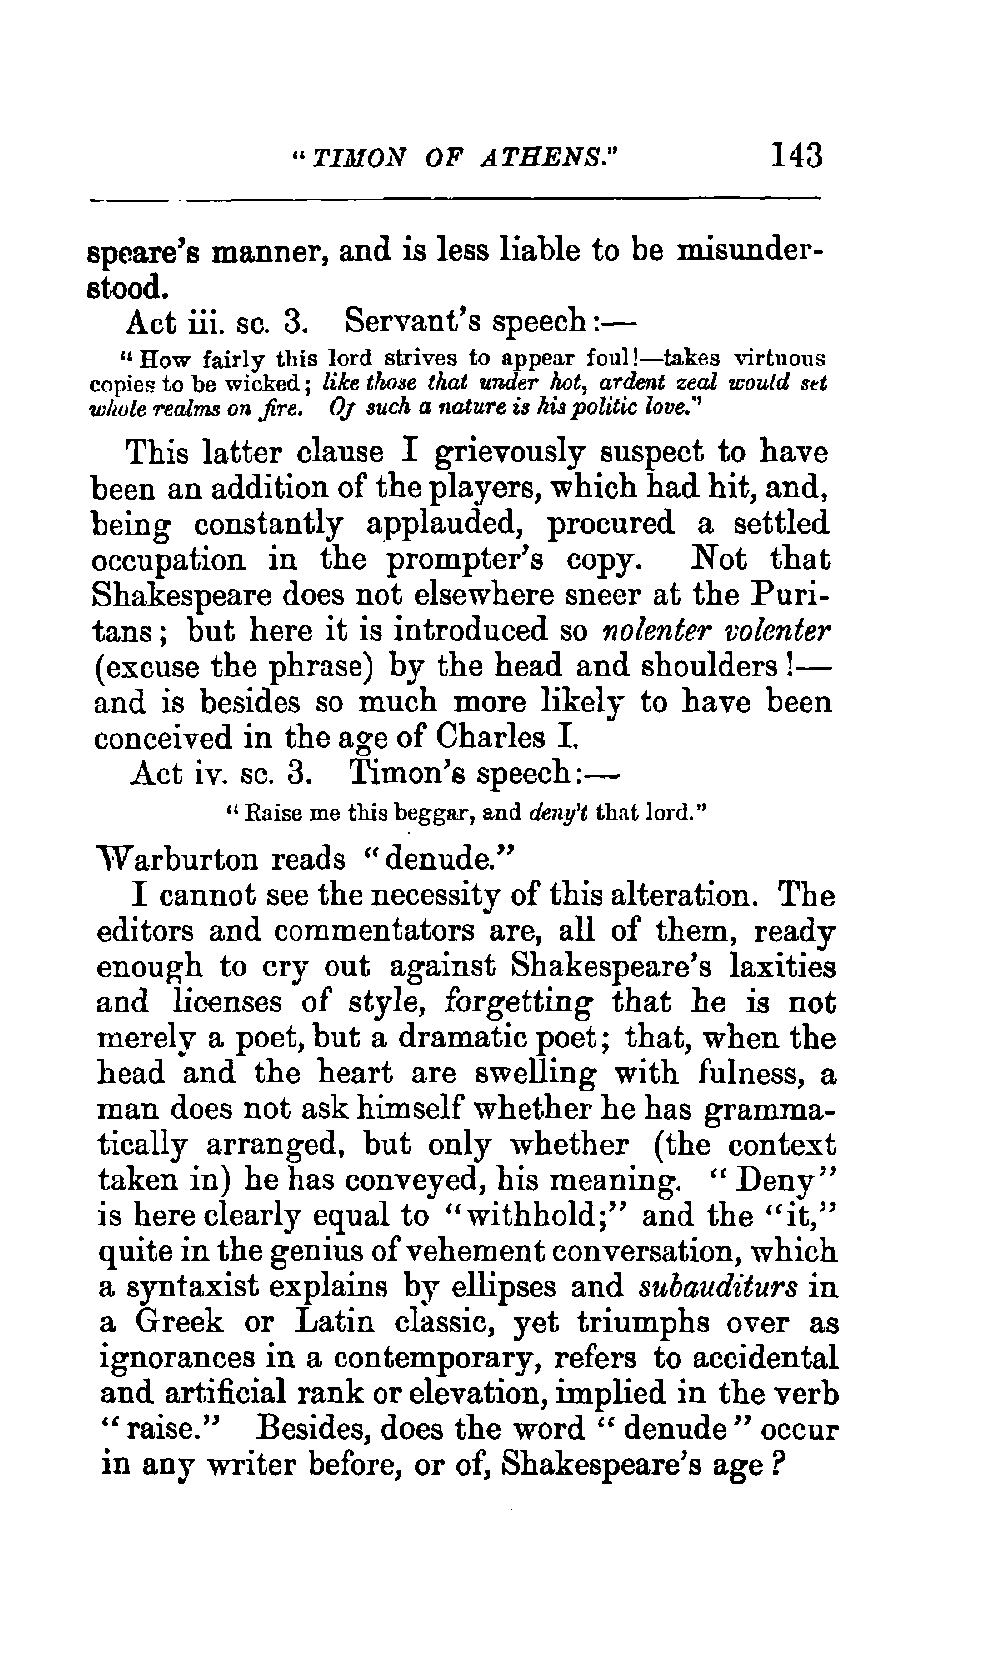 "TIMON OF ATHENS." 143
speare's manner, and is less liable to be misunder-
stood.
Act iii. sc. 3. Servant's speech:—
"How fairly this lord strives to appear foul!—takes virtuous
copies to be wicked; like those that under hot, ardent zeal would set
whole realms on fire. Of such a nature is his politic love."
This latter clause I grievously suspect to have
been an addition of the players, which had hit, and,
being constantly applauded, procured a settled
occupation in the prompter's copy. Not that
Shakespeare does not elsewhere sneer at the Puri-
tans; but here it is introduced so nolenter volenter
(excuse the phrase) by the head and shoulders!—
and is besides so much more likely to have been
conceived in the age of Charles I.
Act iv. sc. 3. Timon's speech:—
"Raise me this beggar, and deny't that lord."
Warburton reads "denude."
I cannot see the necessity of this alteration. The
editors and commentators are, all of them, ready
enough to cry out against Shakespeare's laxities
and licenses of style, forgetting that he is not
merely a poet, but a dramatic poet; that, when the
head and the heart are swelling with fulness, a
man does not ask himself whether he has gramma-
tically arranged, but only whether (the context
taken in) he has conveyed, his meaning. "Deny"
is here clearly equal to "withhold;" and the "it,"
quite in the genius of vehement conversation, which
a syntaxist explains by ellipses and subauditurs in
a Greek or Latin classic, yet triumphs over as
ignorances in a contemporary, refers to accidental
and artificial rank or elevation, implied in the verb
"raise." Besides, does the word "denude" occur
in any writer before, or of, Shakespeare's age?